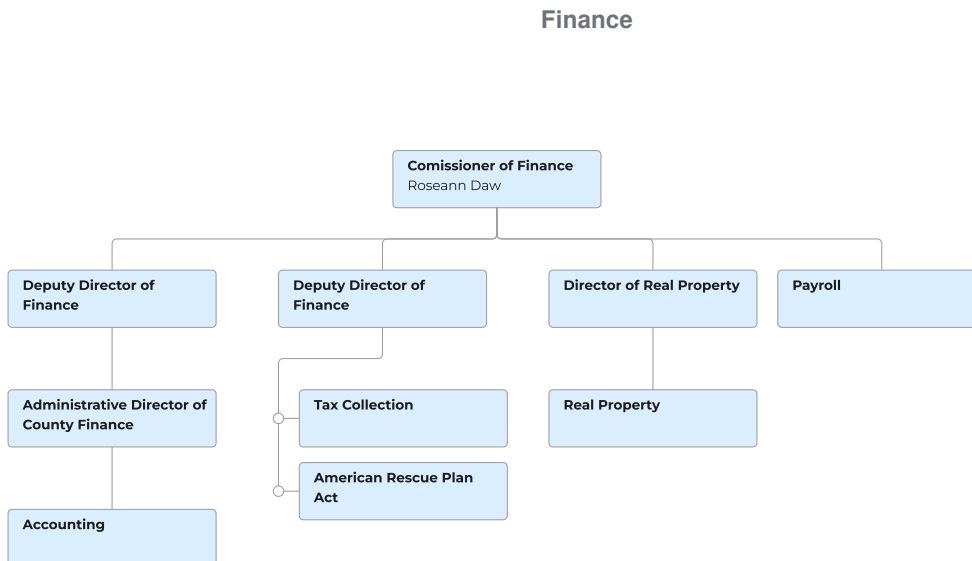 Finance
Comissioner of Finance
Roseann Daw
Deputy Director of
Finance
Deputy Director of
Finance
Director of Real Property
Payroll
Administrative Director of
County Finance
Tax Collection
Real Property
American Rescue Plan
Act
Accounting